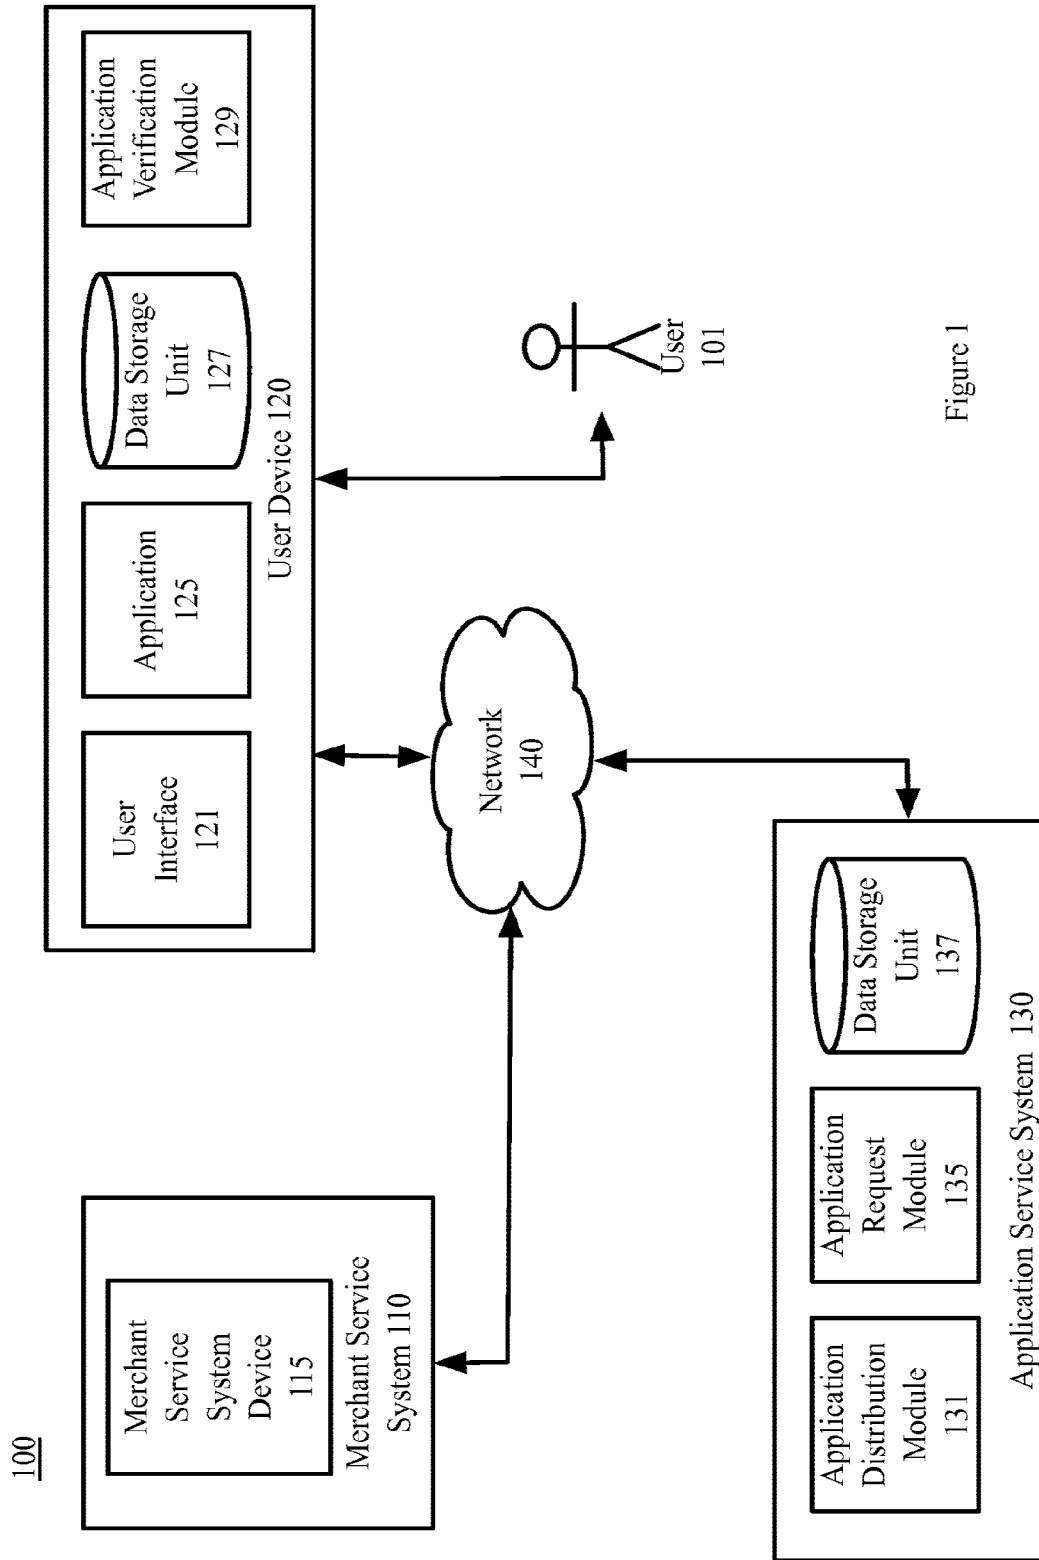 100
Merchant
Service
System
Device
115
Merchant Service
System 110
User
Interface
121
Application
125
Data Storage
Unit
127
Application
Verification
Module
129
User Device 120
Network
140
User
101
Application
Distribution
Module
131
Application
Request
Module
135
Data Storage
Unit
137
Application Service System 130
Figure 1